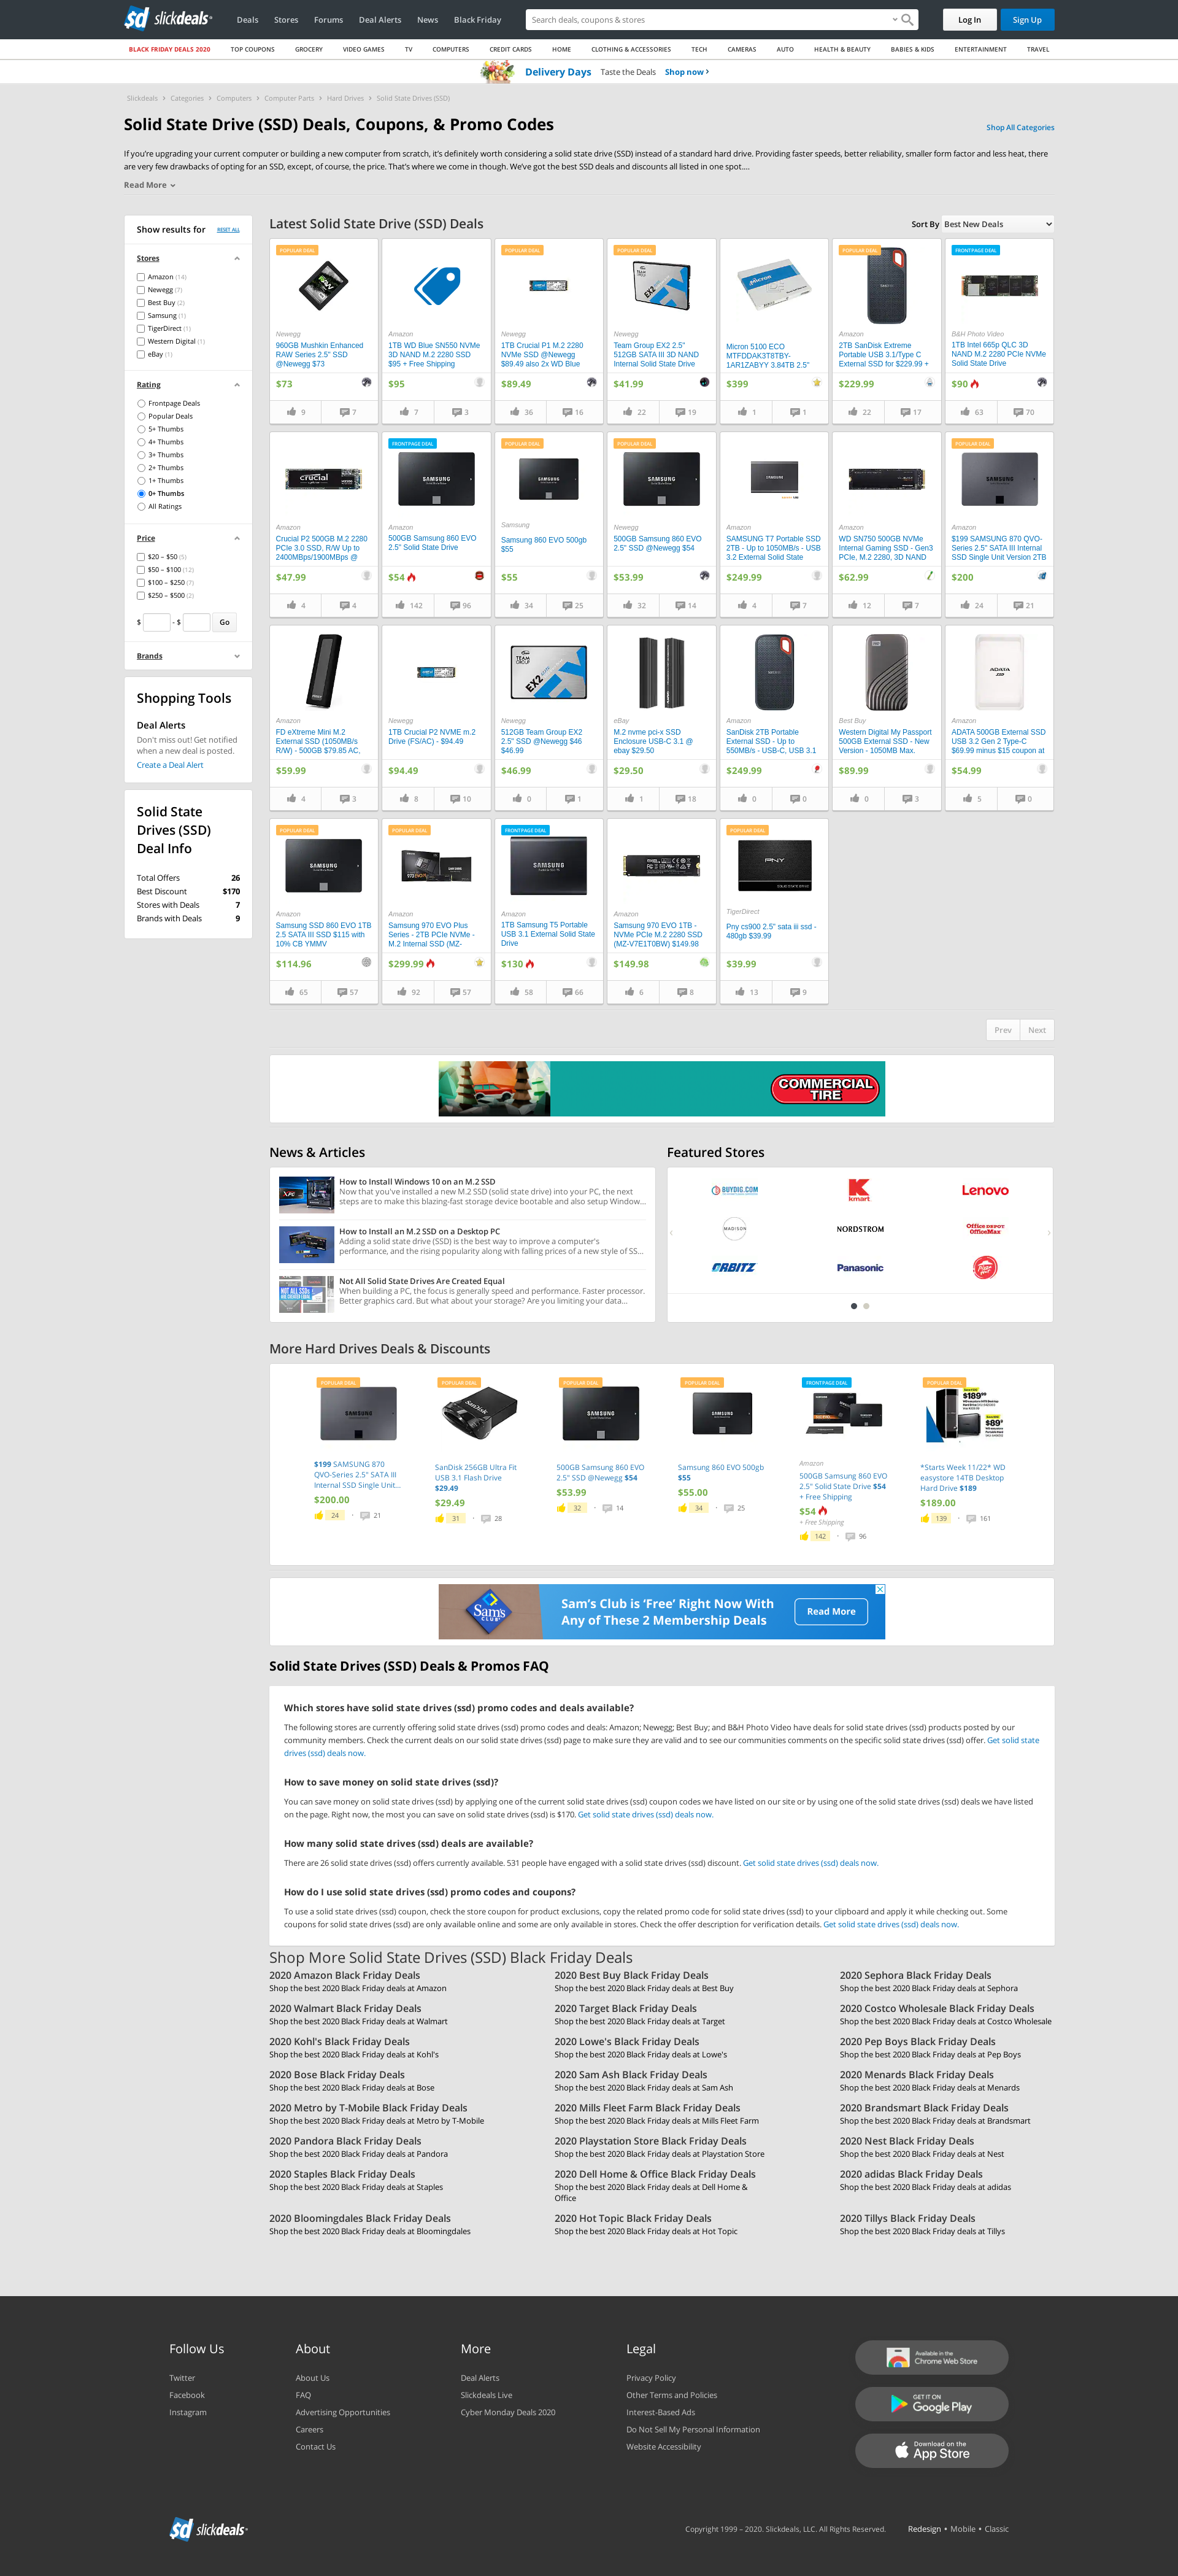 sd slickdeals
Deals Stores Forums Deal Alerts News Black Friday
Search deals, coupons & stores
Log In Sign Up
BLACK FRIDAY DEALS 2020 TOP COUPONS GROCERY VIDEO GAMES TV COMPUTERS CREDIT CARDS HOME CLOTHING & ACCESSORIES TECH CAMERAS AUTO HEALTH & BEAUTY BABIES & KIDS ENTERTAINMENT TRAVEL
Delivery Days Taste the Deals Shop now ›
Slickdeals › Categories › Computers › Computer Parts › Hard Drives › Solid State Drives (SSD)
Solid State Drive (SSD) Deals, Coupons, & Promo Codes
Shop All Categories
If you're upgrading your current computer or building a new computer from scratch, it's definitely worth considering a solid state drive (SSD) instead of a standard hard drive. Providing faster speeds, better reliability, smaller form factor and less heat, there
are very few drawbacks of opting for an SSD, except, of course, the price. That's where we come in though. We've got the best SSD deals and discounts all listed in one spot....
Read More
Show results for RESET ALL
Stores
Amazon (14)
Newegg (7)
Best Buy (2)
Samsung (1)
TigerDirect (1)
Western Digital (1)
eBay (1)
Rating
Frontpage Deals
Popular Deals
5+ Thumbs
4+ Thumbs
3+ Thumbs
2+ Thumbs
1+ Thumbs
0+ Thumbs
All Ratings
Price
$20 – $50 (5)
$50 – $100 (12)
$100 – $250 (7)
$250 – $500 (2)
$ - $ Go
Brands
Shopping Tools
Deal Alerts
Don't miss out! Get notified
when a new deal is posted.
Create a Deal Alert
Solid State
Drives (SSD)
Deal Info
Total Offers 26
Best Discount $170
Stores with Deals 7
Brands with Deals 9
Latest Solid State Drive (SSD) Deals
Sort By Best New Deals
POPULAR DEAL
Newegg
960GB Mushkin Enhanced
RAW Series 2.5" SSD
@Newegg $73
$73
9 7
Amazon
1TB WD Blue SN550 NVMe
3D NAND M.2 2280 SSD
$95 + Free Shipping
$95
7 3
POPULAR DEAL
Newegg
1TB Crucial P1 M.2 2280
NVMe SSD @Newegg
$89.49 also 2x WD Blue
$89.49
36 16
POPULAR DEAL
Newegg
Team Group EX2 2.5"
512GB SATA III 3D NAND
Internal Solid State Drive
$41.99
22 19
Micron 5100 ECO
MTFDDAK3T8TBY-
1AR1ZABYY 3.84TB 2.5"
$399
1 1
POPULAR DEAL
Amazon
2TB SanDisk Extreme
Portable USB 3.1/Type C
External SSD for $229.99 +
$229.99
22 17
FRONTPAGE DEAL
B&H Photo Video
1TB Intel 665p QLC 3D
NAND M.2 2280 PCIe NVMe
Solid State Drive
$90
63 70
Amazon
Crucial P2 500GB M.2 2280
PCIe 3.0 SSD, R/W Up to
2400MBps/1900MBps @
$47.99
4 4
FRONTPAGE DEAL
SAMSUNG
Amazon
500GB Samsung 860 EVO
2.5" Solid State Drive
$54
142 96
POPULAR DEAL
SAMSUNG
Samsung
Samsung 860 EVO 500gb
$55
$55
34 25
POPULAR DEAL
SAMSUNG
Newegg
500GB Samsung 860 EVO
2.5" SSD @Newegg $54
$53.99
32 14
Amazon
SAMSUNG T7 Portable SSD
2TB - Up to 1050MB/s - USB
3.2 External Solid State
$249.99
4 7
Amazon
WD SN750 500GB NVMe
Internal Gaming SSD - Gen3
PCIe, M.2 2280, 3D NAND
$62.99
12 7
POPULAR DEAL
SAMSUNG
Amazon
$199 SAMSUNG 870 QVO-
Series 2.5" SATA III Internal
SSD Single Unit Version 2TB
$200
24 21
Amazon
FD eXtreme Mini M.2
External SSD (1050MB/s
R/W) - 500GB $79.85 AC,
$59.99
4 3
Newegg
1TB Crucial P2 NVME m.2
Drive (FS/AC) - $94.49
$94.49
8 10
TEAM GROUP EX2
Newegg
512GB Team Group EX2
2.5" SSD @Newegg $46
$46.99
$46.99
0 1
eBay
M.2 nvme pci-x SSD
Enclosure USB-C 3.1 @
ebay $29.50
$29.50
1 18
Amazon
SanDisk 2TB Portable
External SSD - Up to
550MB/s - USB-C, USB 3.1
$249.99
0 0
Best Buy
Western Digital My Passport
500GB External SSD - New
Version - 1050MB Max.
$89.99
0 3
ADATA
Amazon
ADATA 500GB External SSD
USB 3.2 Gen 2 Type-C
$69.99 minus $15 coupon at
$54.99
5 0
POPULAR DEAL
SAMSUNG
Amazon
Samsung SSD 860 EVO 1TB
2.5 SATA III SSD $115 with
10% CB YMMV
$114.96
65 57
POPULAR DEAL
Amazon
Samsung 970 EVO Plus
Series - 2TB PCIe NVMe -
M.2 Internal SSD (MZ-
$299.99
92 57
FRONTPAGE DEAL
SAMSUNG
Amazon
1TB Samsung T5 Portable
USB 3.1 External Solid State
Drive
$130
58 66
Amazon
Samsung 970 EVO 1TB -
NVMe PCIe M.2 2280 SSD
(MZ-V7E1T0BW) $149.98
$149.98
6 8
POPULAR DEAL
PNY
TigerDirect
Pny cs900 2.5" sata iii ssd -
480gb $39.99
$39.99
13 9
Prev Next
COMMERCIAL
TIRE
News & Articles
How to Install Windows 10 on an M.2 SSD
Now that you've installed a new M.2 SSD (solid state drive) into your PC, the next
steps are to make this blazing-fast storage device bootable and also setup Window...
How to Install an M.2 SSD on a Desktop PC
Adding a solid state drive (SSD) is the best way to improve a computer's
performance, and the rising popularity along with falling prices of a new style of SS...
Not All Solid State Drives Are Created Equal
When building a PC, the focus is generally speed and performance. Faster processor.
Better graphics card. But what about your storage? Are you limiting your data...
Featured Stores
BUYDIG.COM Kmart Lenovo
MADISON NORDSTROM Office DEPOT OfficeMax
ORBITZ Panasonic Pizza Hut
More Hard Drives Deals & Discounts
POPULAR DEAL
SAMSUNG
$199 SAMSUNG 870
QVO-Series 2.5" SATA III
Internal SSD Single Unit...
$200.00
24 • 21
POPULAR DEAL
SanDisk
SanDisk 256GB Ultra Fit
USB 3.1 Flash Drive
$29.49
$29.49
31 • 28
POPULAR DEAL
SAMSUNG
500GB Samsung 860 EVO
2.5" SSD @Newegg $54
$53.99
32 • 14
POPULAR DEAL
SAMSUNG
Samsung 860 EVO 500gb
$55
$55.00
34 • 25
FRONTPAGE DEAL
Amazon
500GB Samsung 860 EVO
2.5" Solid State Drive $54
+ Free Shipping
$54
+ Free Shipping
142 • 96
POPULAR DEAL
$189⁹⁹
$89⁹
*Starts Week 11/22* WD
easystore 14TB Desktop
Hard Drive $189
$189.00
139 • 161
Sam's CLUB
Sam's Club is 'Free' Right Now With
Any of These 2 Membership Deals
Read More
Solid State Drives (SSD) Deals & Promos FAQ
Which stores have solid state drives (ssd) promo codes and deals available?
The following stores are currently offering solid state drives (ssd) promo codes and deals: Amazon; Newegg; Best Buy; and B&H Photo Video have deals for solid state drives (ssd) products posted by our
community members. Check the current deals on our solid state drives (ssd) page to make sure they are valid and to see our communities comments on the specific solid state drives (ssd) offer. Get solid state
drives (ssd) deals now.
How to save money on solid state drives (ssd)?
You can save money on solid state drives (ssd) by applying one of the current solid state drives (ssd) coupon codes we have listed on our site or by using one of the solid state drives (ssd) deals we have listed
on the page. Right now, the most you can save on solid state drives (ssd) is $170. Get solid state drives (ssd) deals now.
How many solid state drives (ssd) deals are available?
There are 26 solid state drives (ssd) offers currently available. 531 people have engaged with a solid state drives (ssd) discount. Get solid state drives (ssd) deals now.
How do I use solid state drives (ssd) promo codes and coupons?
To use a solid state drives (ssd) coupon, check the store coupon for product exclusions, copy the related promo code for solid state drives (ssd) to your clipboard and apply it while checking out. Some
coupons for solid state drives (ssd) are only available online and some are only available in stores. Check the offer description for verification details. Get solid state drives (ssd) deals now.
Shop More Solid State Drives (SSD) Black Friday Deals
2020 Amazon Black Friday Deals
Shop the best 2020 Black Friday deals at Amazon
2020 Best Buy Black Friday Deals
Shop the best 2020 Black Friday deals at Best Buy
2020 Sephora Black Friday Deals
Shop the best 2020 Black Friday deals at Sephora
2020 Walmart Black Friday Deals
Shop the best 2020 Black Friday deals at Walmart
2020 Target Black Friday Deals
Shop the best 2020 Black Friday deals at Target
2020 Costco Wholesale Black Friday Deals
Shop the best 2020 Black Friday deals at Costco Wholesale
2020 Kohl's Black Friday Deals
Shop the best 2020 Black Friday deals at Kohl's
2020 Lowe's Black Friday Deals
Shop the best 2020 Black Friday deals at Lowe's
2020 Pep Boys Black Friday Deals
Shop the best 2020 Black Friday deals at Pep Boys
2020 Bose Black Friday Deals
Shop the best 2020 Black Friday deals at Bose
2020 Sam Ash Black Friday Deals
Shop the best 2020 Black Friday deals at Sam Ash
2020 Menards Black Friday Deals
Shop the best 2020 Black Friday deals at Menards
2020 Metro by T-Mobile Black Friday Deals
Shop the best 2020 Black Friday deals at Metro by T-Mobile
2020 Mills Fleet Farm Black Friday Deals
Shop the best 2020 Black Friday deals at Mills Fleet Farm
2020 Brandsmart Black Friday Deals
Shop the best 2020 Black Friday deals at Brandsmart
2020 Pandora Black Friday Deals
Shop the best 2020 Black Friday deals at Pandora
2020 Playstation Store Black Friday Deals
Shop the best 2020 Black Friday deals at Playstation Store
2020 Nest Black Friday Deals
Shop the best 2020 Black Friday deals at Nest
2020 Staples Black Friday Deals
Shop the best 2020 Black Friday deals at Staples
2020 Dell Home & Office Black Friday Deals
Shop the best 2020 Black Friday deals at Dell Home &
Office
2020 adidas Black Friday Deals
Shop the best 2020 Black Friday deals at adidas
2020 Bloomingdales Black Friday Deals
Shop the best 2020 Black Friday deals at Bloomingdales
2020 Hot Topic Black Friday Deals
Shop the best 2020 Black Friday deals at Hot Topic
2020 Tillys Black Friday Deals
Shop the best 2020 Black Friday deals at Tillys
Follow Us
Twitter
Facebook
Instagram
About
About Us
FAQ
Advertising Opportunities
Careers
Contact Us
More
Deal Alerts
Slickdeals Live
Cyber Monday Deals 2020
Legal
Privacy Policy
Other Terms and Policies
Interest-Based Ads
Do Not Sell My Personal Information
Website Accessibility
Available in the
Chrome Web Store
GET IT ON
Google Play
Download on the
App Store
sd slickdeals
Copyright 1999 – 2020. Slickdeals, LLC. All Rights Reserved. Redesign • Mobile • Classic